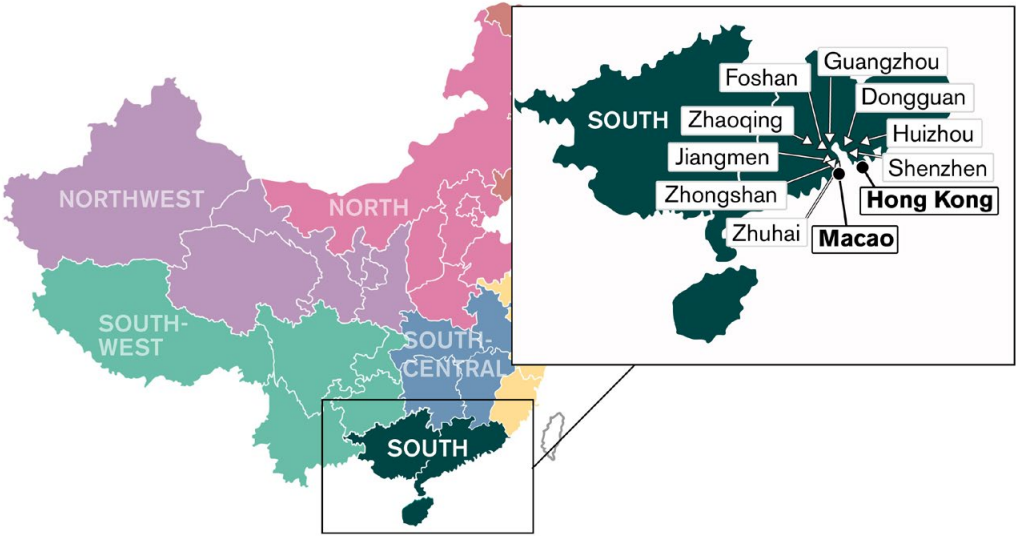 NORTHWEST
NORTH
SOUTH-
WEST
SOUTH-
CENTRAL
SOUTH
SOUTH
Guangzhou
Foshan
Dongguan
Zhaoqing
Huizhou
Jiangmen
Shenzhen
Zhongshan
Hong Kong
Zhuhai
Macao